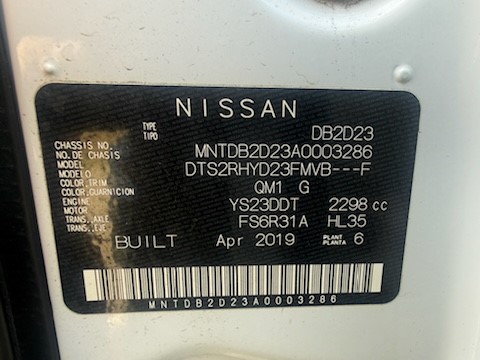 NISSAN
TYPE
TIPO DB2D23
CHASSIS NO.
NO. DE CHASSIS MNTDB2D23A0003286
MODEL
MODELO DTS2RHYD23FMVB---F
COLOR,TRIM
COLOR,GUARNICION QM1 G
ENGINE
MOTOR YS23DDT 2298 cc
TRANS.,AXLE
TRANS.,EJE FS6R31A HL35
BUILT Apr 2019 PLANT
PLANTA 6
MNTDB2D23A0003286